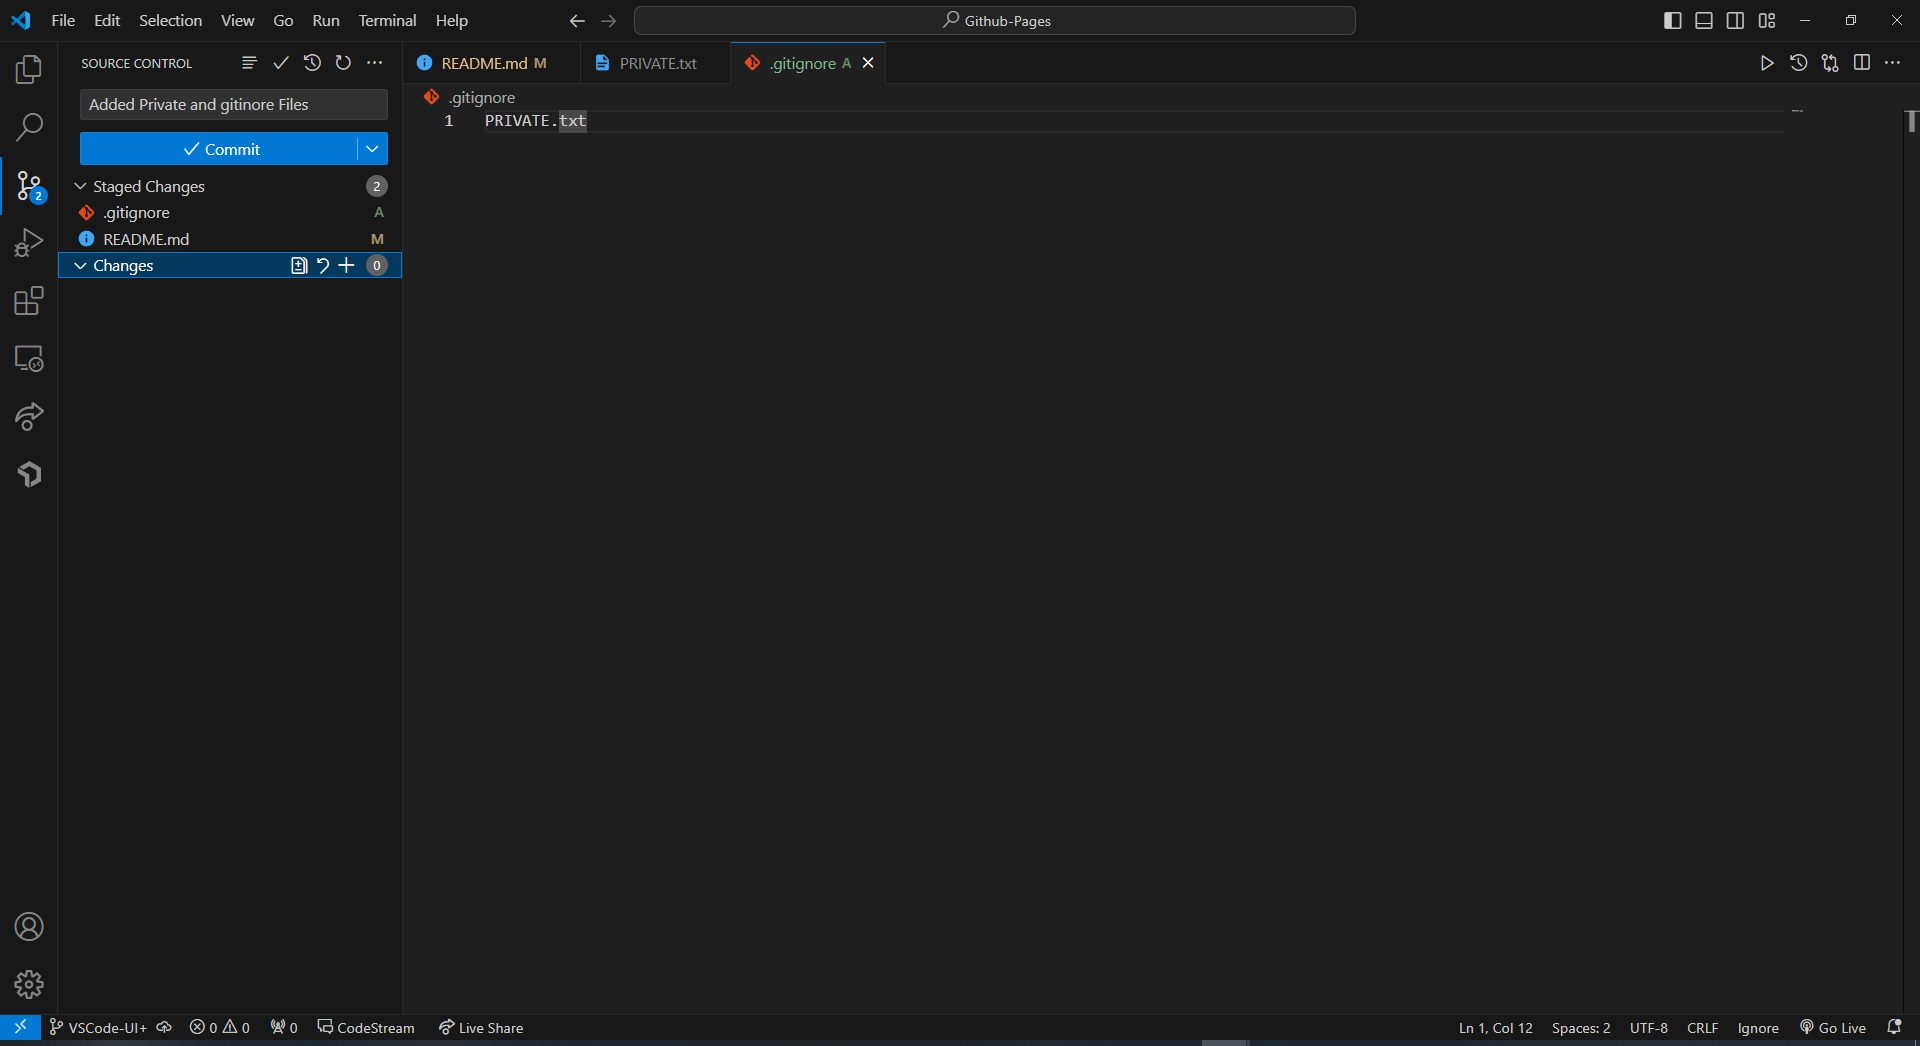 File Edit Selection View Go Run Terminal Help
Github-Pages
SOURCE CONTROL
README.md M
PRIVATE.txt
.gitignore A
Added Private and gitinore Files
.gitignore
1 PRIVATE.txt
Commit
Staged Changes 2
.gitignore A
2
README.md M
Changes 0
VSCode-UI+ 0 0 0 CodeStream Live Share Ln 1, Col 12 Spaces: 2 UTF-8 CRLF Ignore Go Live